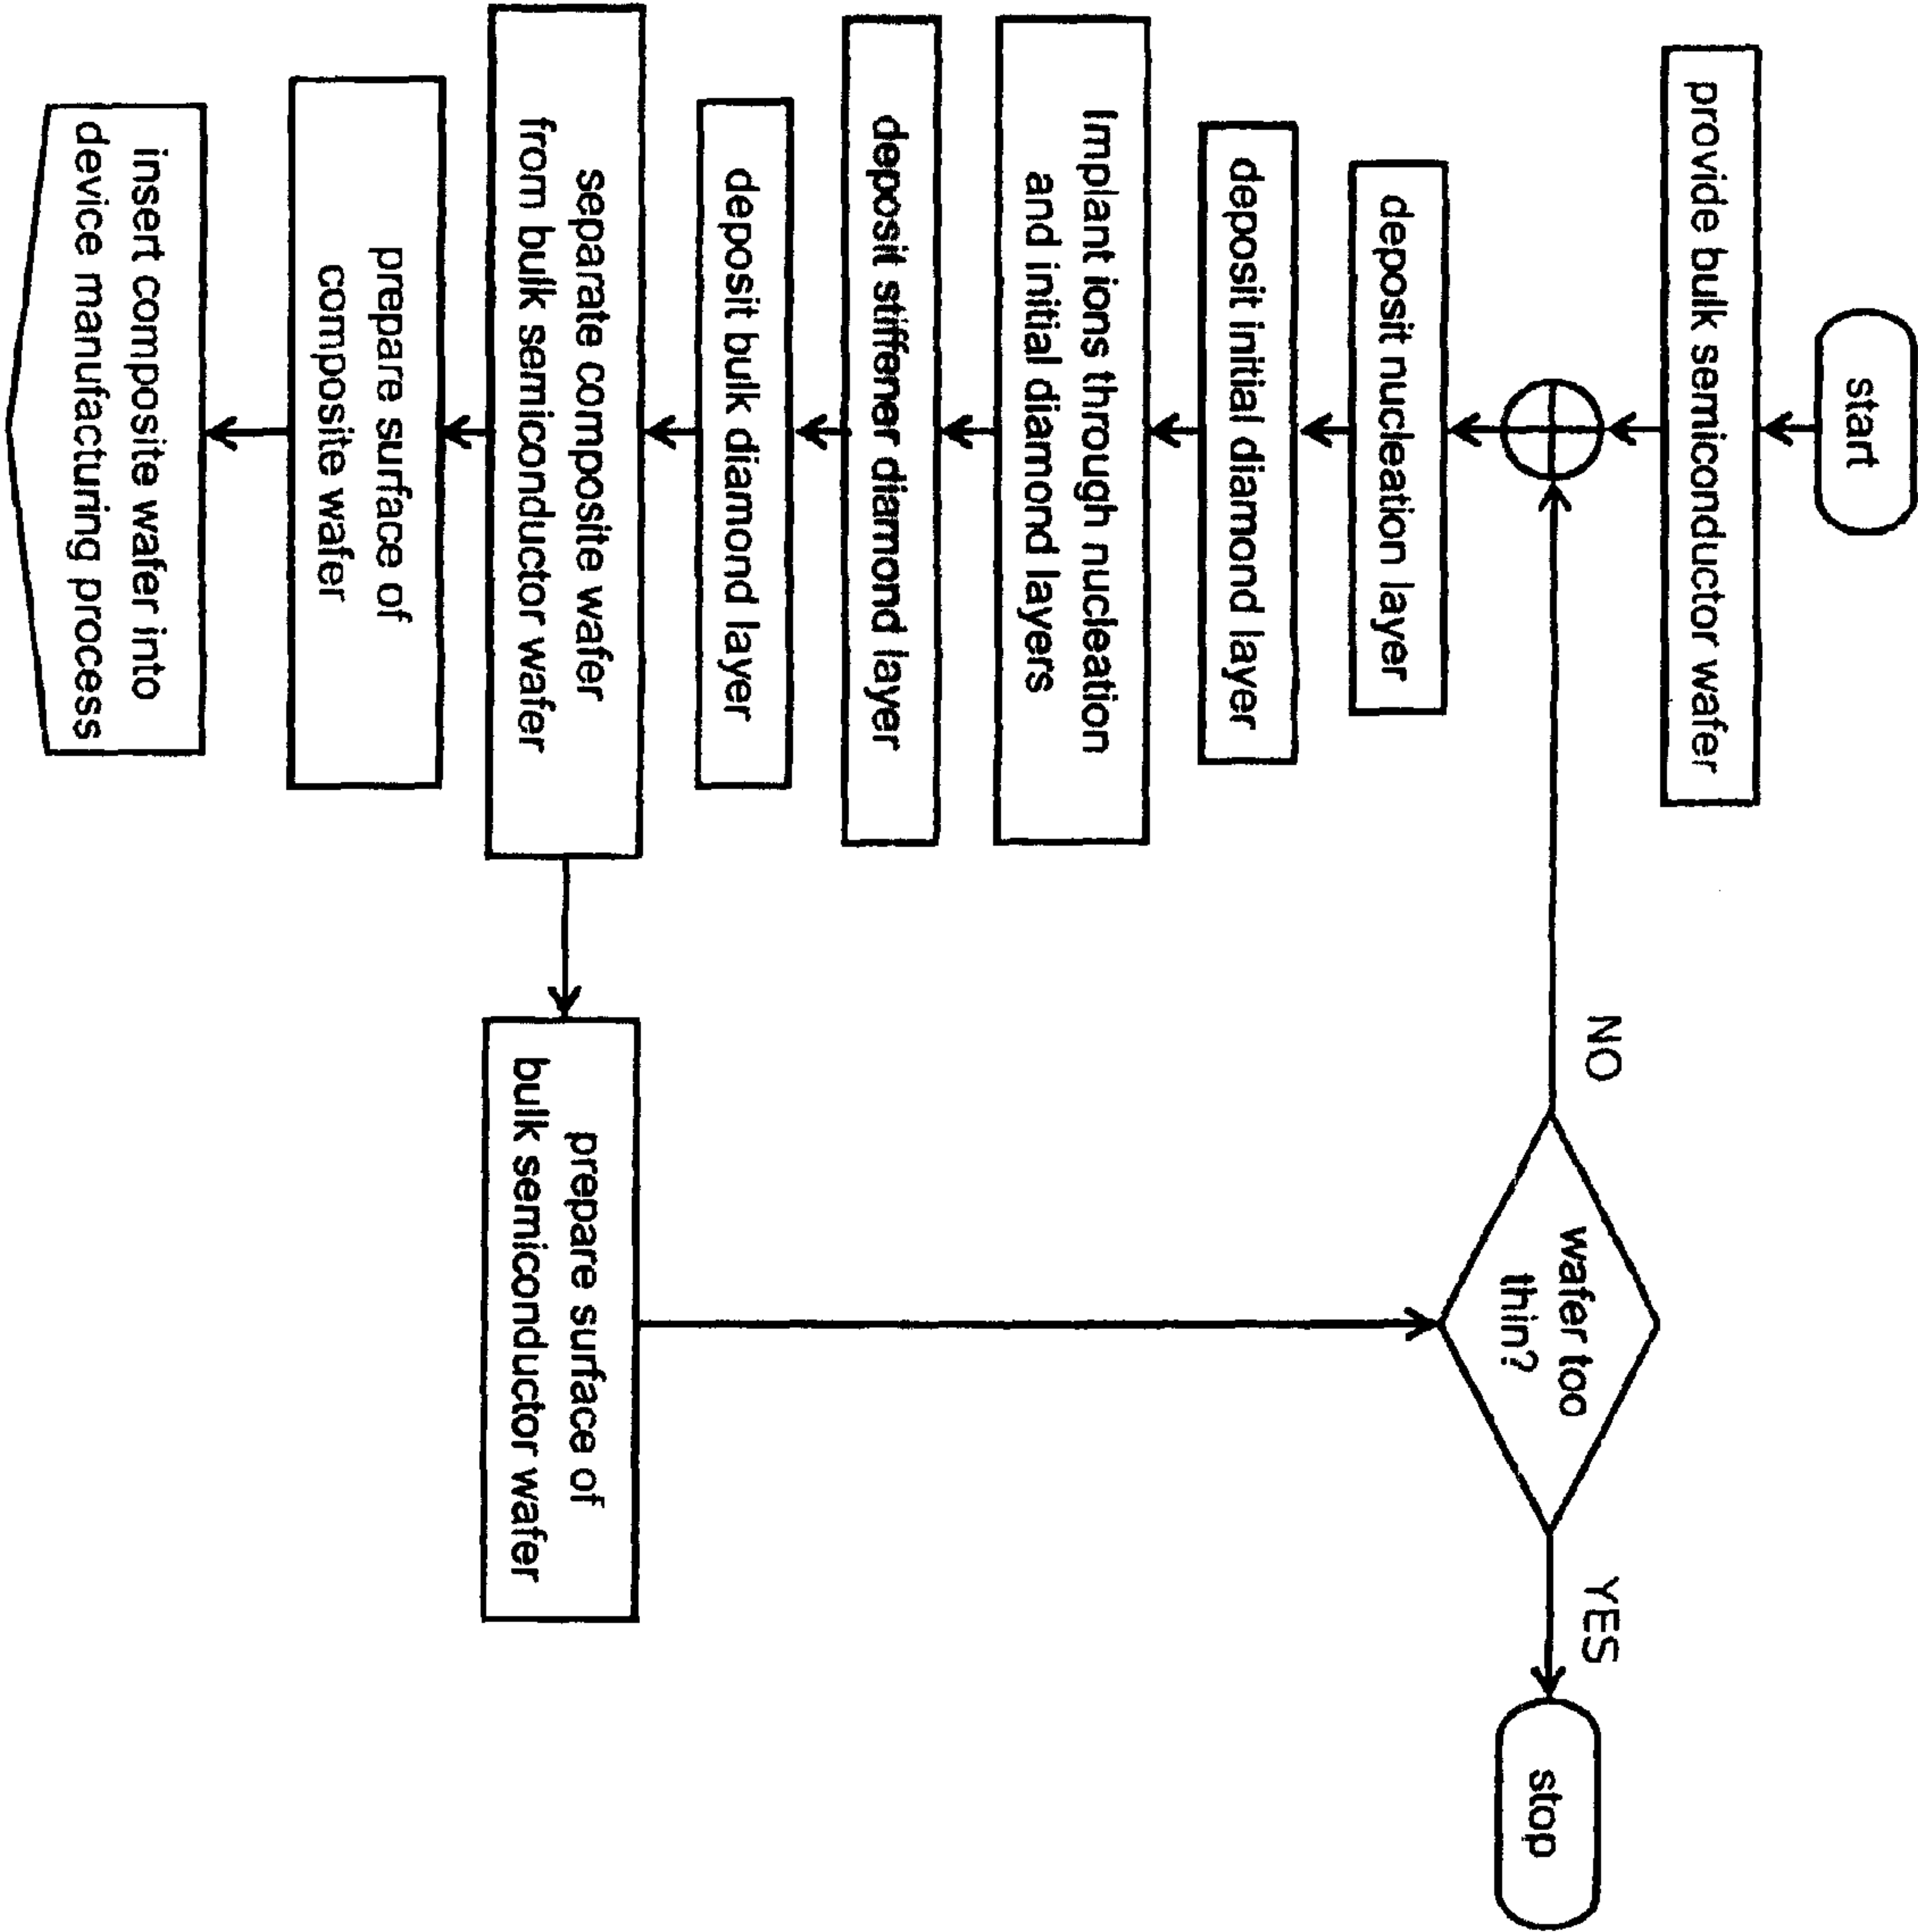 start
provide bulk semiconductor wafer
deposit nucleation layer
deposit initial diamond layer
Implant ions through nucleation
and initial diamond layers
deposit stiffener diamond layer
deposit bulk diamond layer
separate composite wafer
from bulk semiconductor wafer
prepare surface of
composite wafer
insert composite wafer into
device manufacturing process
prepare surface of
bulk semiconductor wafer
wafer too
thin?
NO
YES
stop